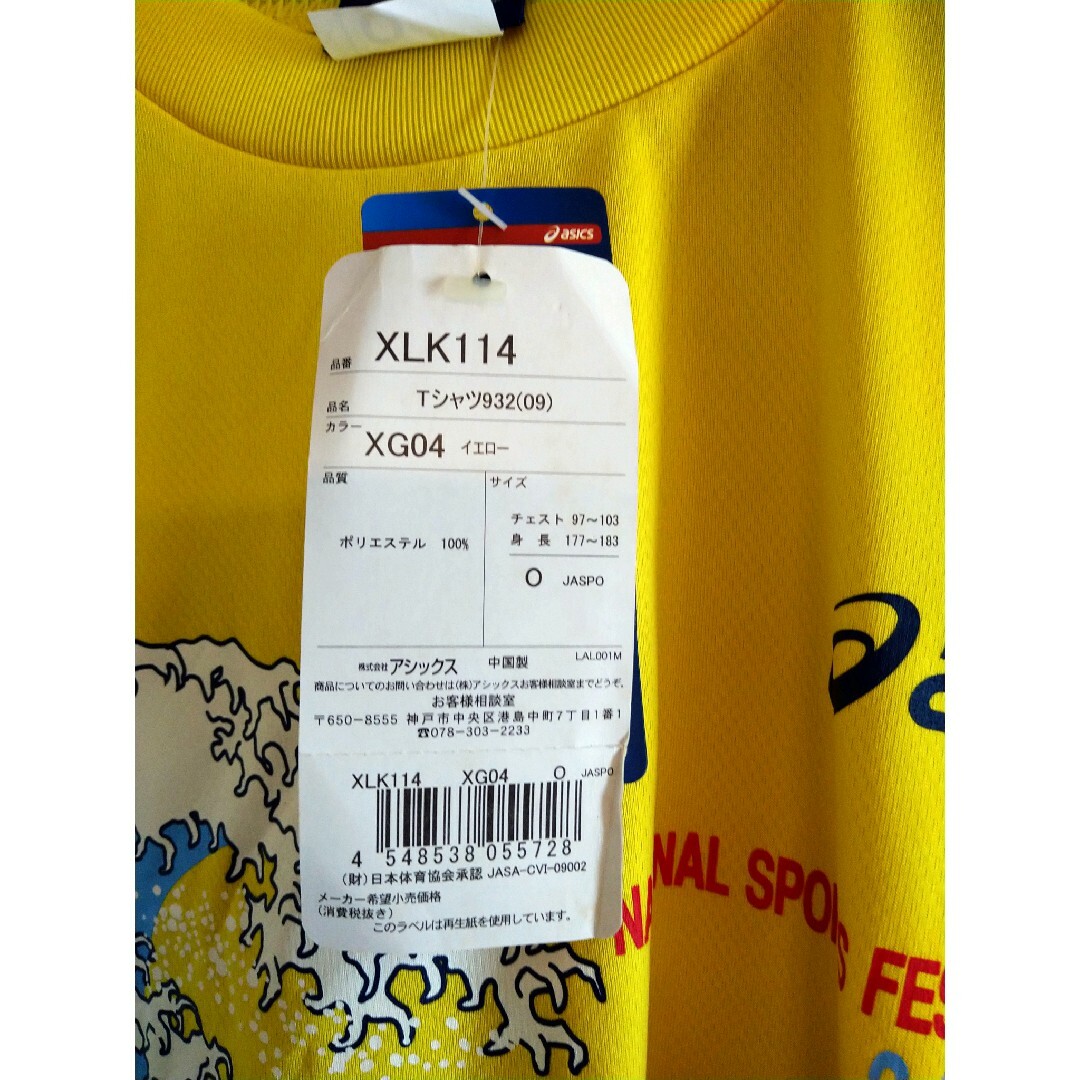 asics
品番 XLK114
品名 Tシャツ932(09)
カラー XG04 イエロー
品質
ポリエステル 100%
サイズ
チェスト 97～103
身 長 177～183
O JASPO
株式会社アシックス 中国製 LAL001M
商品についてのお問い合わせは(株)アシックスお客様相談室までどうぞ。
お客様相談室
〒650-8555 神戸市中央区港島中町7丁目1番1
☎078-303-2233
XLK114 XG04 O JASPO
4 548538 055728
(財)日本体育協会承認 JASA-CVI-09002
メーカー希望小売価格
(消費税抜き)
このラベルは再生紙を使用しています。
NAL SPO
FES